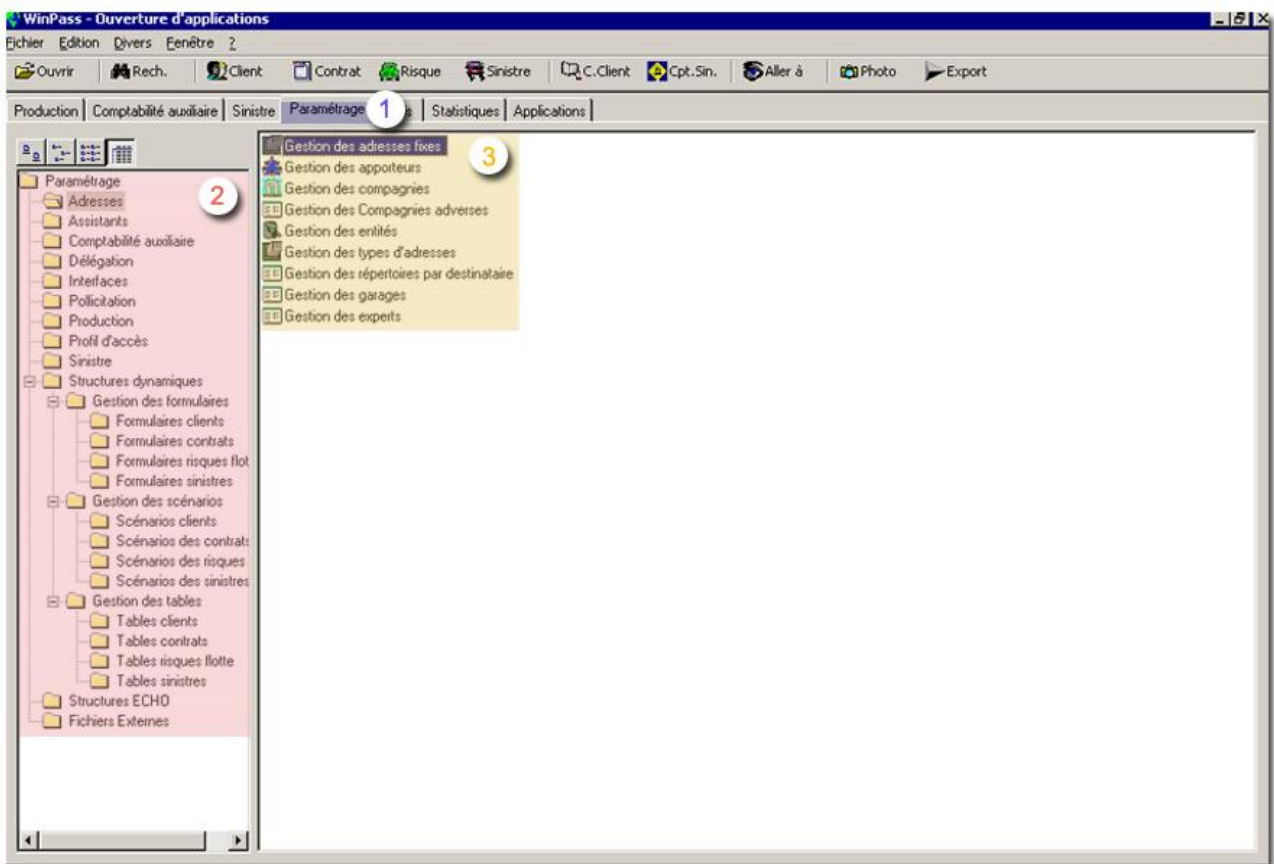 WinPass - Ouverture d'applications
Fichier Edition Divers Fenêtre ?
Ouvrir Rech. Client Contrat Risque Sinistre C.Client Cpt.Sin. Aller à Photo Export
Production Comptabilité auxiliaire Sinistre Paramétrage 1 Statistiques Applications
Paramétrage
2
Adresses
Assistants
Comptabilité auxiliaire
Délégation
Interfaces
Pollicitation
Production
Profil d'accès
Sinistre
Structures dynamiques
Gestion des formulaires
Formulaires clients
Formulaires contrats
Formulaires risques flot
Formulaires sinistres
Gestion des scénarios
Scénarios clients
Scénarios des contrats
Scénarios des risques
Scénarios des sinistres
Gestion des tables
Tables clients
Tables contrats
Tables risques flotte
Tables sinistres
Structures ECHO
Fichiers Externes
Gestion des adresses fixes
3
Gestion des apporteurs
Gestion des compagnies
Gestion des Compagnies adverses
Gestion des entités
Gestion des types d'adresses
Gestion des répertoires par destinataire
Gestion des garages
Gestion des experts